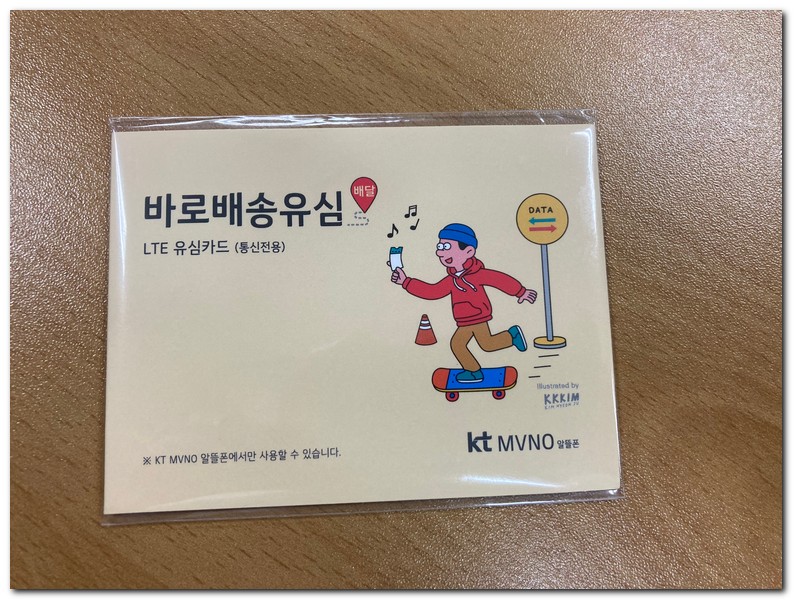 바로배송유심
배달
LTE 유심카드 (통신전용)
DATA
Illustrated by
KKKIM
※ KT MVNO 알뜰폰에서만 사용할 수 있습니다.
kt MVNO 알뜰폰